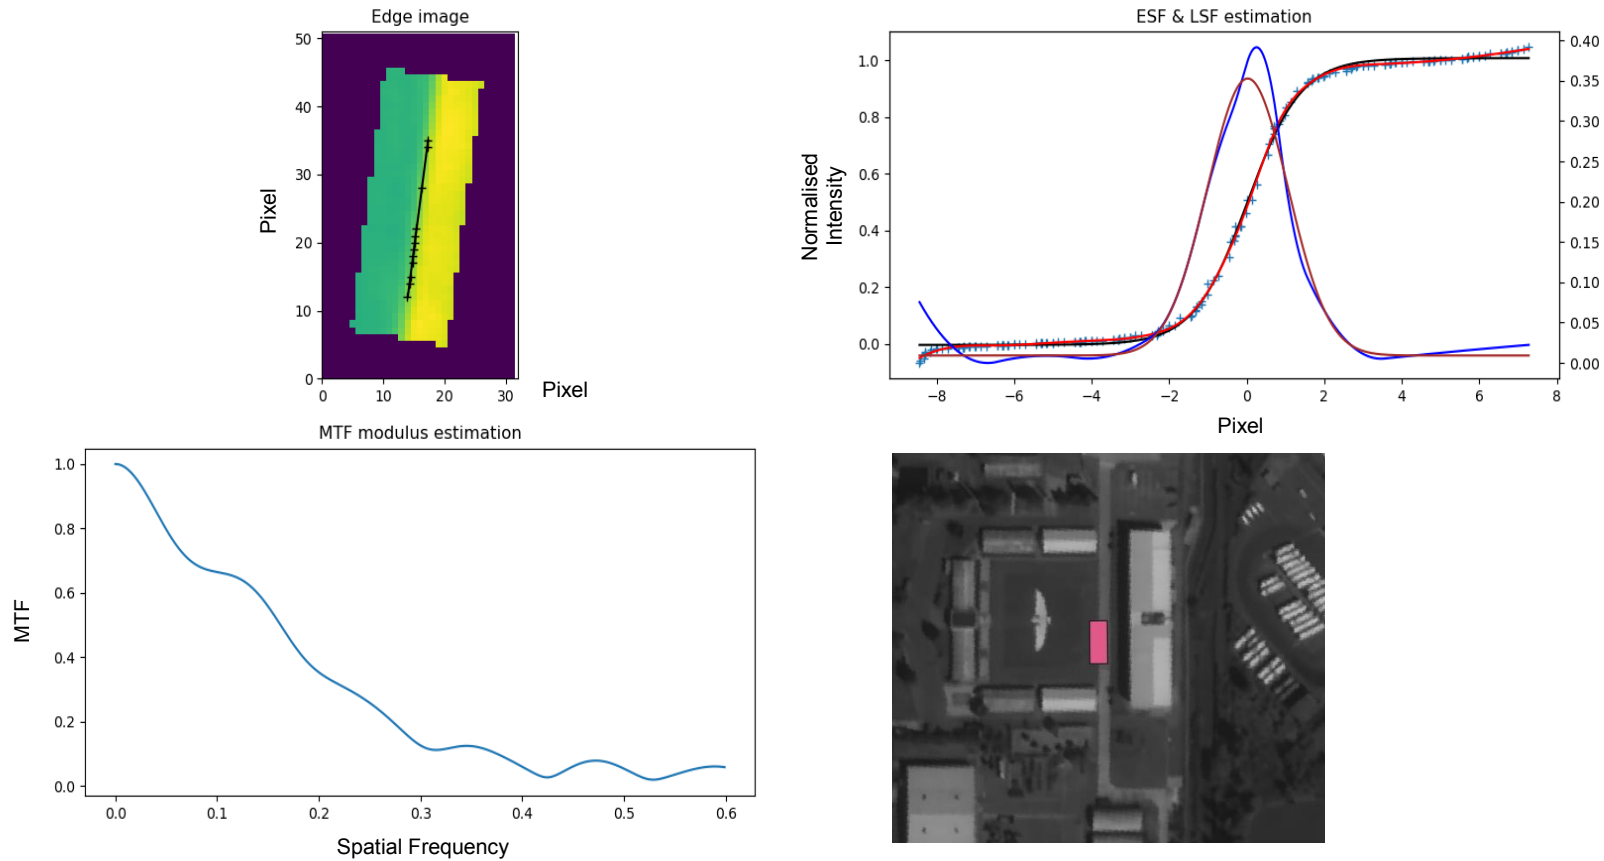 Edge image
50
40
30
20
10
0
Pixel
0 10 20 30
Pixel
ESF & LSF estimation
1.0
0.8
0.6
0.4
0.2
0.0
Normalised
Intensity
0.40
0.35
0.30
0.25
0.20
0.15
0.10
0.05
0.00
−8 −6 −4 −2 0 2 4 6 8
Pixel
MTF modulus estimation
1.0
0.8
0.6
0.4
0.2
0.0
MTF
0.0 0.1 0.2 0.3 0.4 0.5 0.6
Spatial Frequency